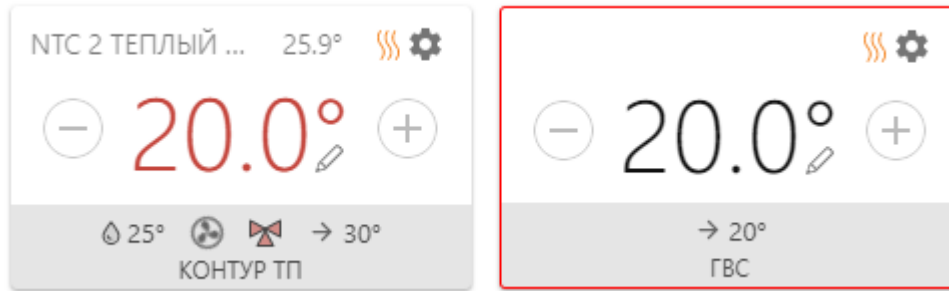 NTC 2 ТЕПЛЫЙ ... 25.9°
20.0°
25° → 30°
КОНТУР ТП
20.0°
→ 20°
ГВС